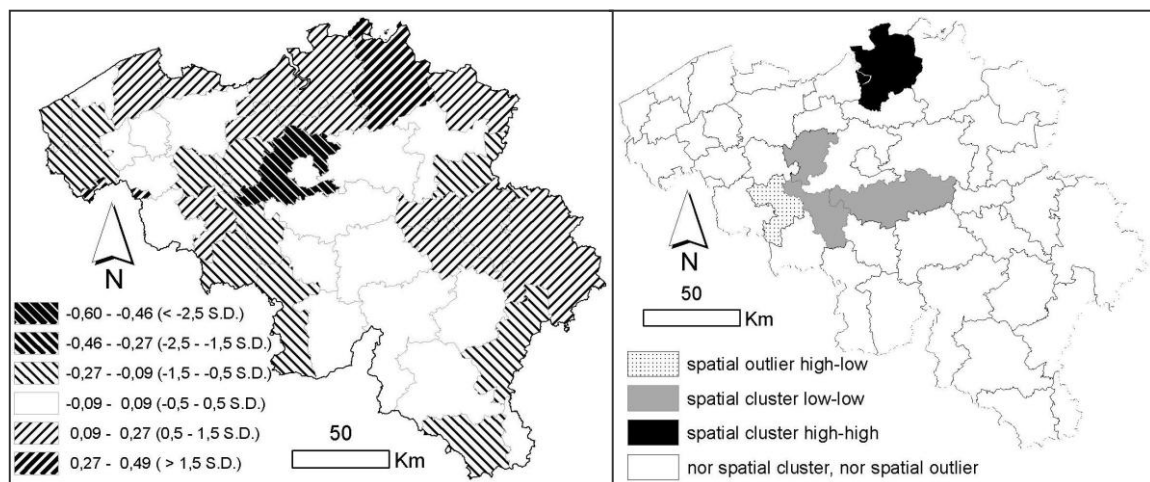 N
-0,60 - -0,46 (< -2,5 S.D.)
-0,46 - -0,27 (-2,5 - -1,5 S.D.)
-0,27 - -0,09 (-1,5 - -0,5 S.D.)
-0,09 - 0,09 (-0,5 - 0,5 S.D.)
0,09 - 0,27 (0,5 - 1,5 S.D.)
0,27 - 0,49 ( > 1,5 S.D.)
50
Km
N
50
Km
spatial outlier high-low
spatial cluster low-low
spatial cluster high-high
nor spatial cluster, nor spatial outlier